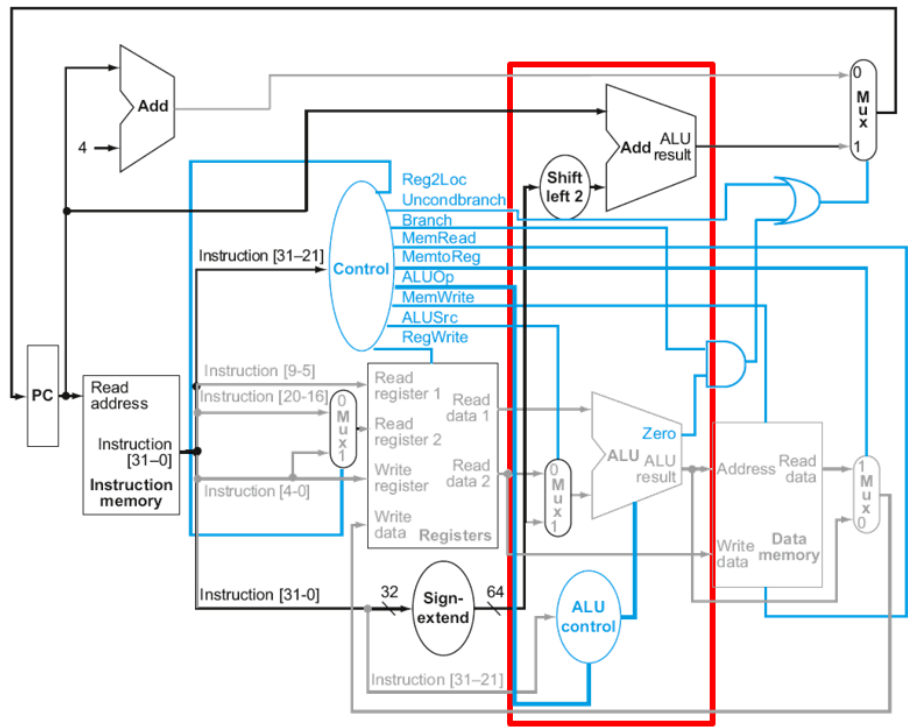 Add
4
0
Mux
1
Add ALU
result
Shift
left 2
Reg2Loc
Uncondbranch
Branch
MemRead
MemtoReg
ALUOp
MemWrite
ALUSrc
RegWrite
Instruction [31–21]
Control
PC
Read
address
Instruction
[31–0]
Instruction
memory
Instruction [9-5]
Instruction [20-16]
Instruction [4-0]
0
Mux
1
Read
register 1
Read
register 2
Write
register
Write
data
Read
data 1
Read
data 2
Registers
0
Mux
1
Zero
ALU ALU
result
Address
Read
data
Write
data
Data
memory
1
Mux
0
Instruction [31-0]
32
Sign-
extend
64
ALU
control
Instruction [31–21]